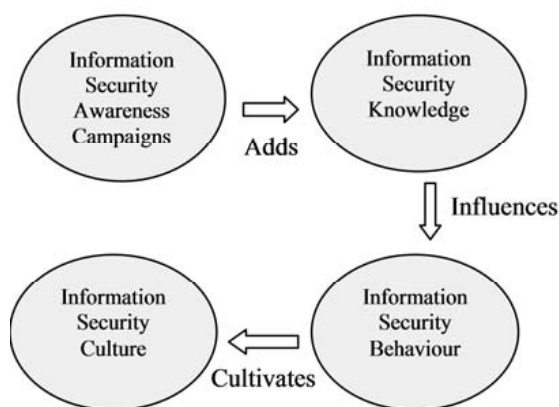 Information
Security
Awareness
Campaigns
Adds
Information
Security
Knowledge
Influences
Information
Security
Behaviour
Cultivates
Information
Security
Culture